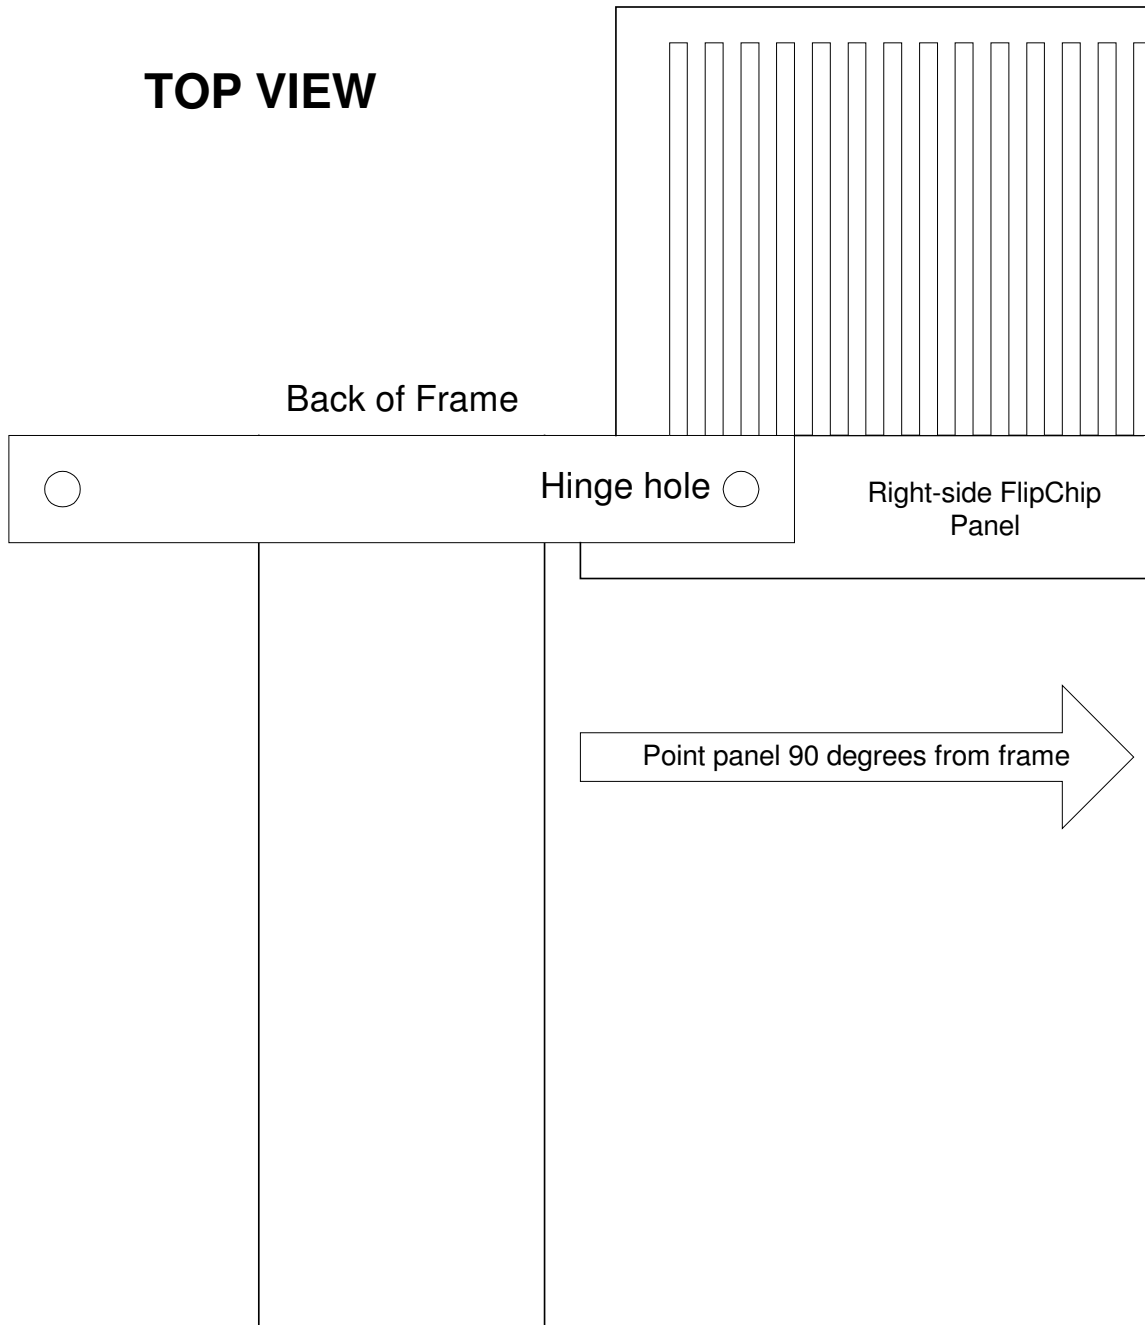 TOP VIEW
Back of Frame
Hinge hole
Right-side FlipChip
Panel
Point panel 90 degrees from frame